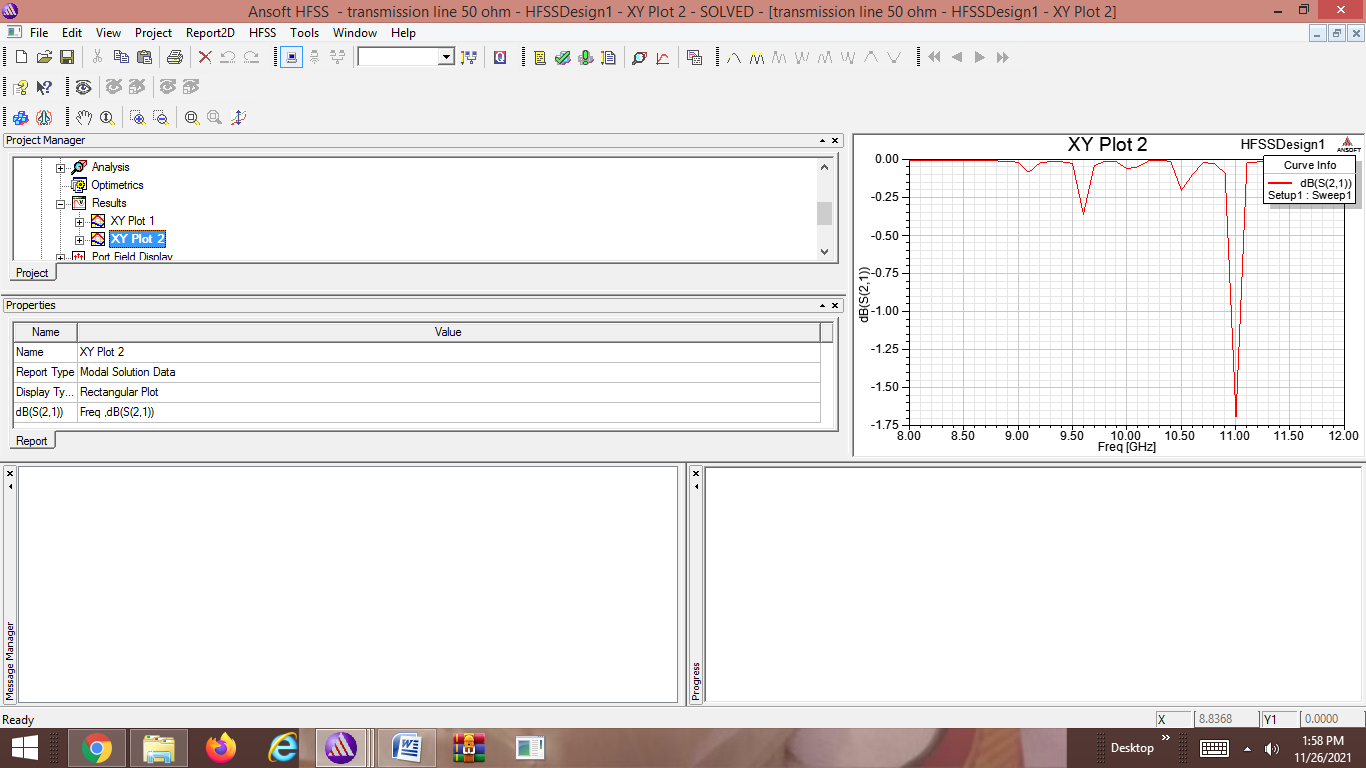 Ansoft HFSS - transmission line 50 ohm - HFSSDesign1 - XY Plot 2 - SOLVED - [transmission line 50 ohm - HFSSDesign1 - XY Plot 2]
File Edit View Project Report2D HFSS Tools Window Help
Project Manager
Analysis
Optimetrics
Results
XY Plot 1
XY Plot 2
Port Field Display
Project
Properties
Name Value
Name XY Plot 2
Report Type Modal Solution Data
Display Ty... Rectangular Plot
dB(S(2,1)) Freq ,dB(S(2,1))
Report
XY Plot 2
HFSSDesign1
ANSOFT
Curve Info
dB(S(2,1))
Setup1 : Sweep1
0.00
-0.25
-0.50
-0.75
-1.00
-1.25
-1.50
-1.75
dB(S(2,1))
8.00 8.50 9.00 9.50 10.00 10.50 11.00 11.50 12.00
Freq [GHz]
Message Manager
Progress
Ready
X 8.8368 Y1 0.0000
Desktop
1:58 PM
11/26/2021